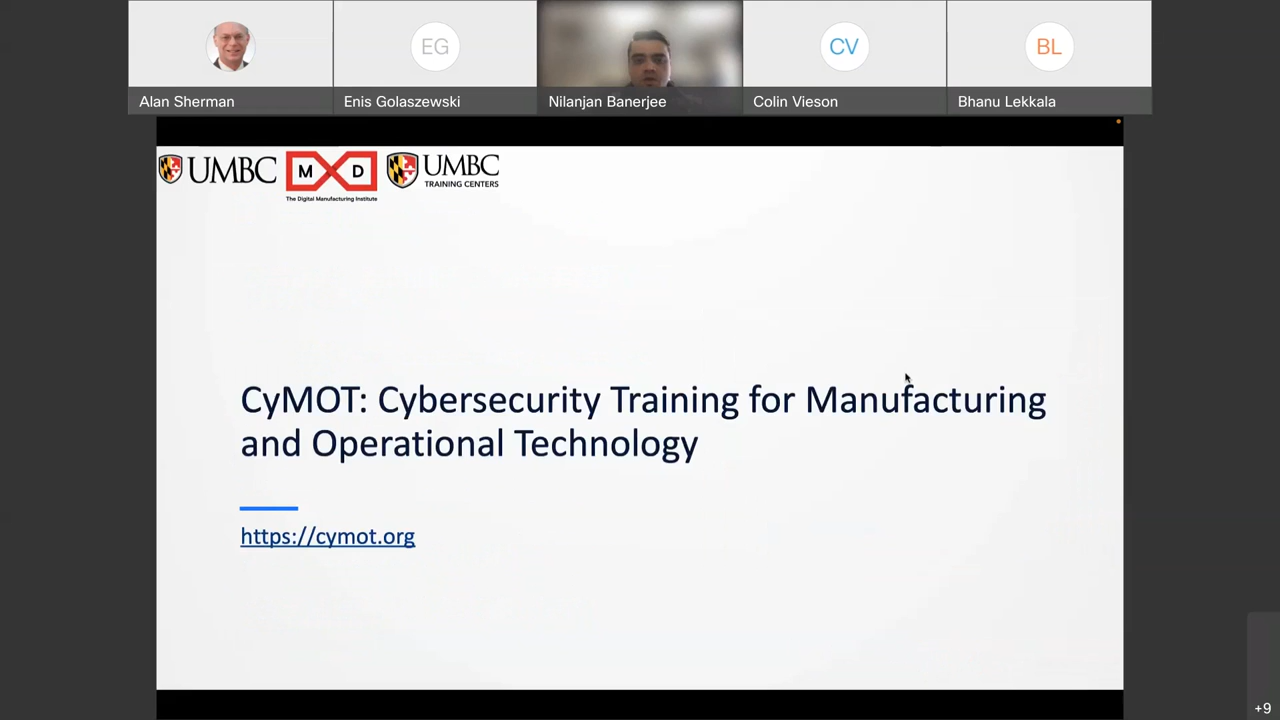 EG
CV
BL
Alan Sherman
Enis Golaszewski
Nilanjan Banerjee
Colin Vieson
Bhanu Lekkala
UMBC
M D
The Digital Manufacturing Institute
UMBC
TRAINING CENTERS
CyMOT: Cybersecurity Training for Manufacturing
and Operational Technology
https://cymot.org
+9